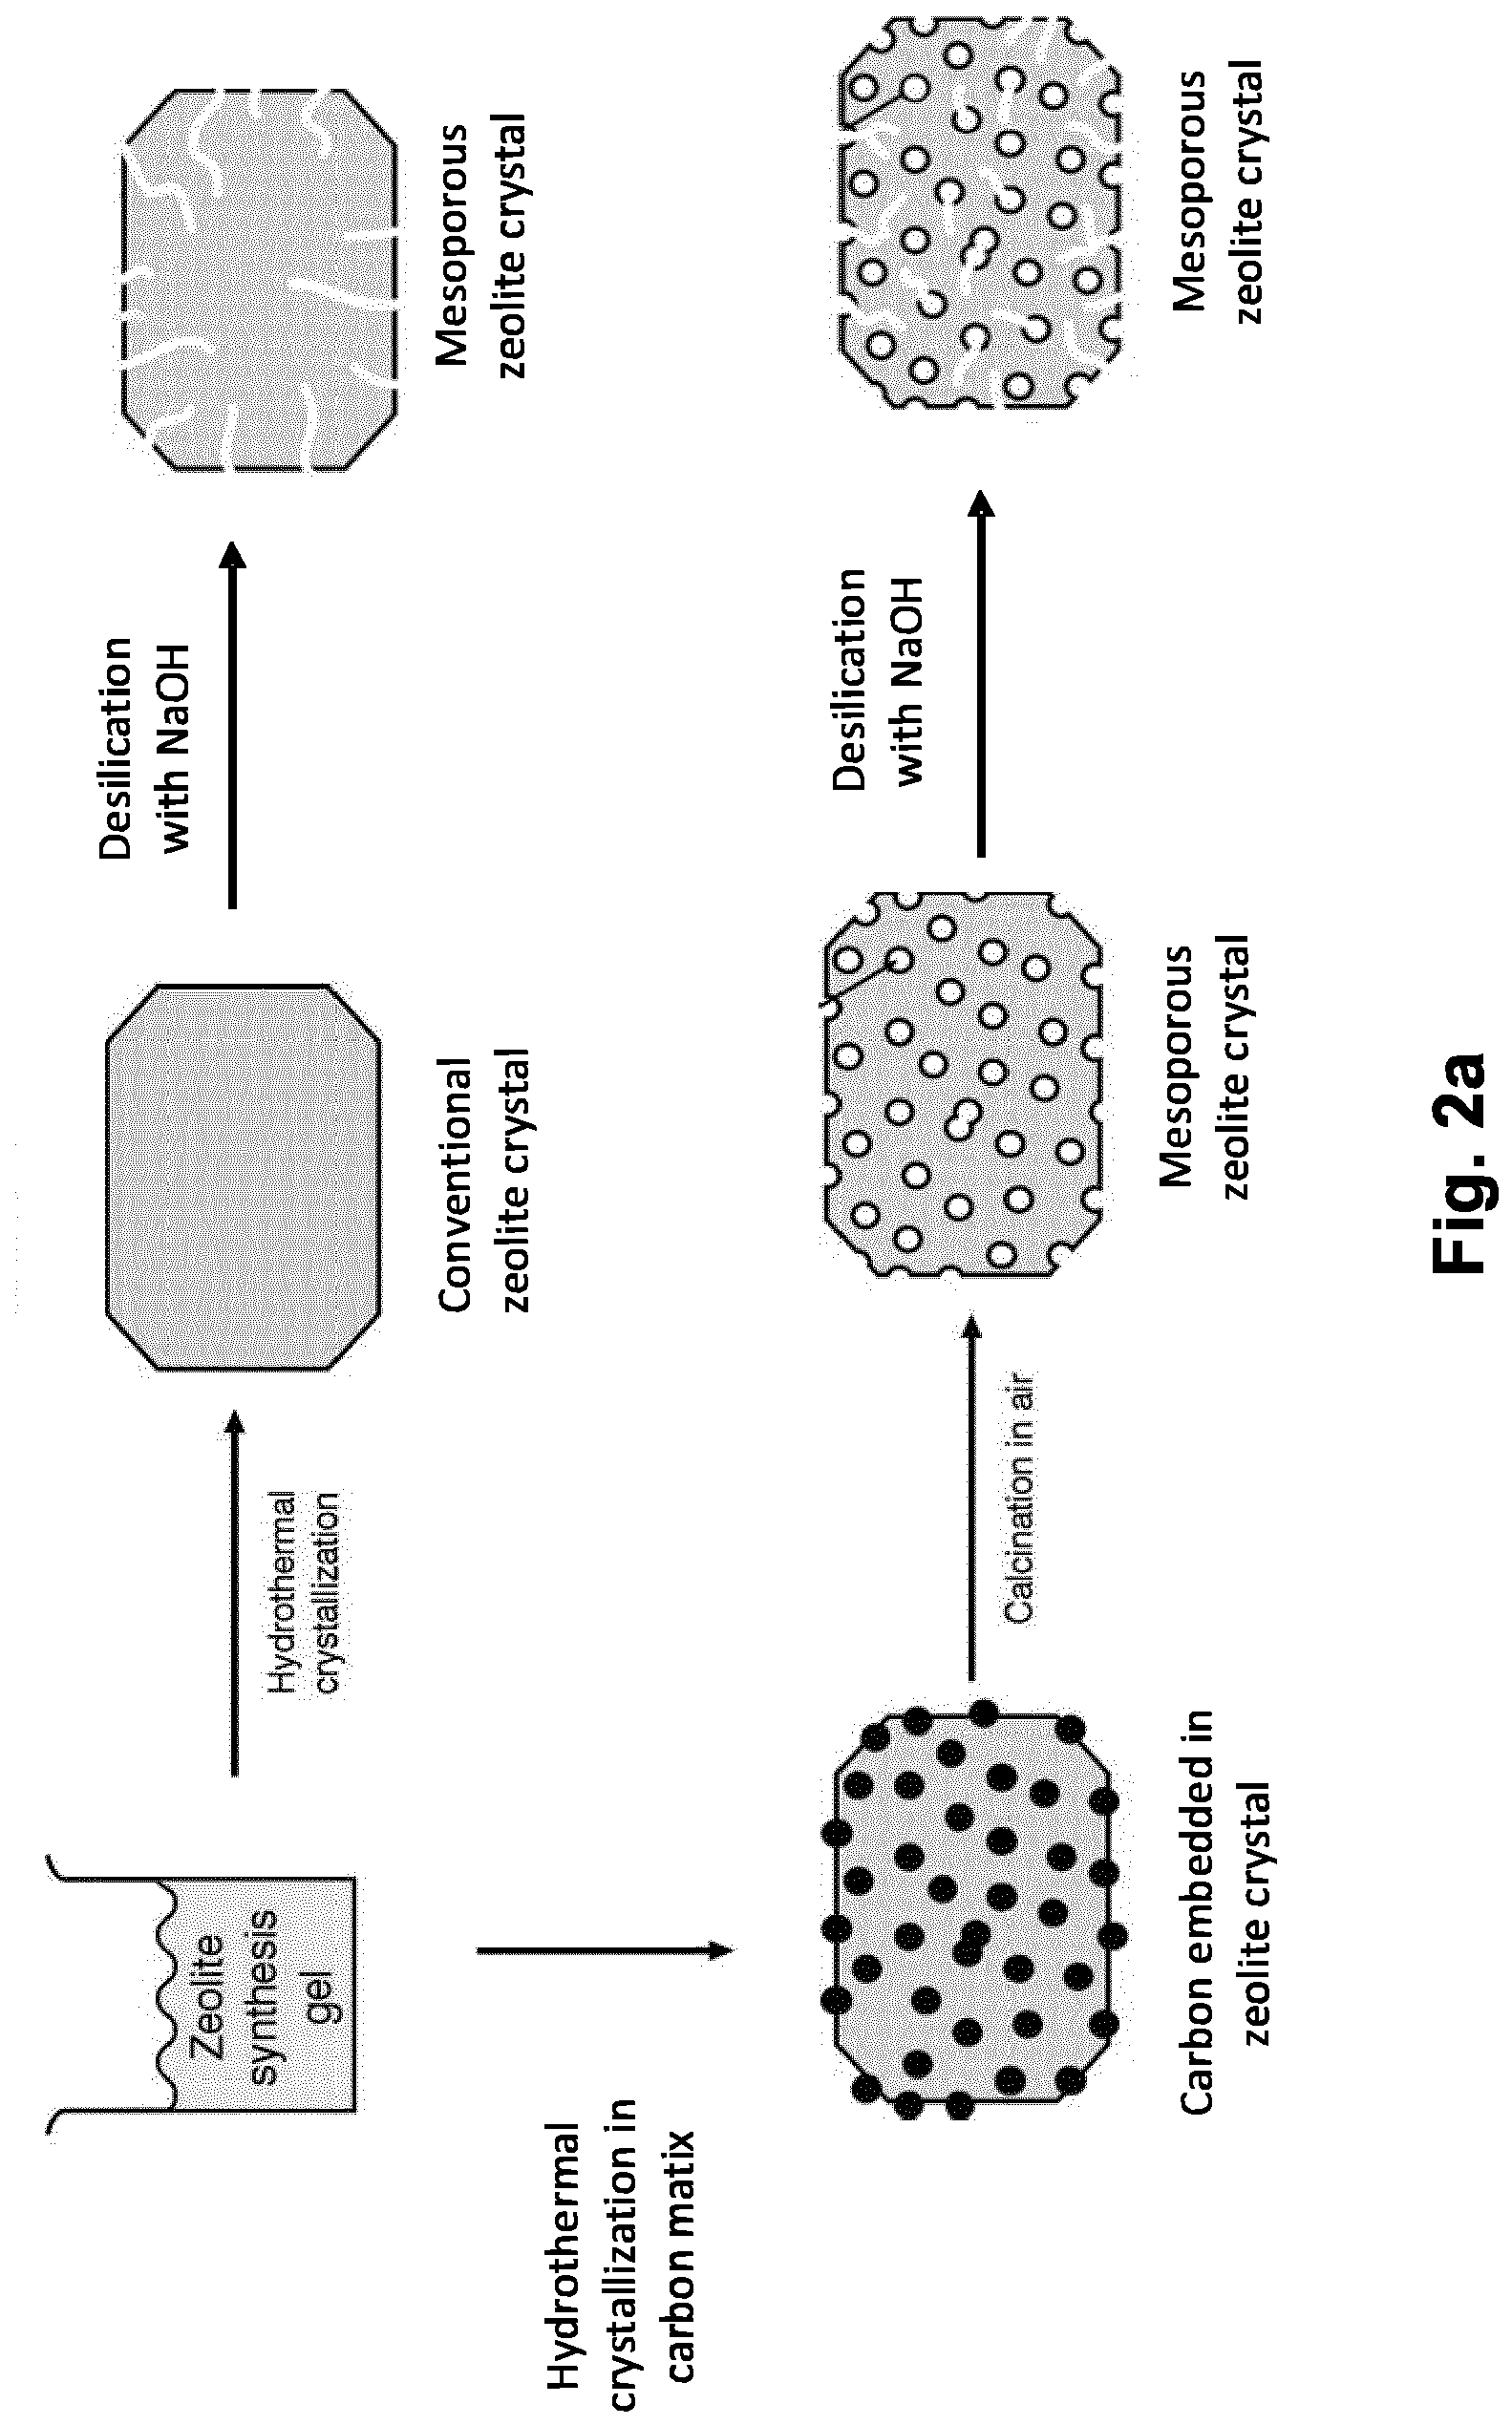 Zeolite
synthesis
gel
Hydrothermal
crystallization
Conventional
zeolite crystal
Desilication
with NaOH
Mesoporous
zeolite crystal
Hydrothermal
crystallization in
carbon matix
Carbon embedded in
zeolite crystal
Calcination in air
Mesoporous
zeolite crystal
Desilication
with NaOH
Mesoporous
zeolite crystal
Fig. 2a